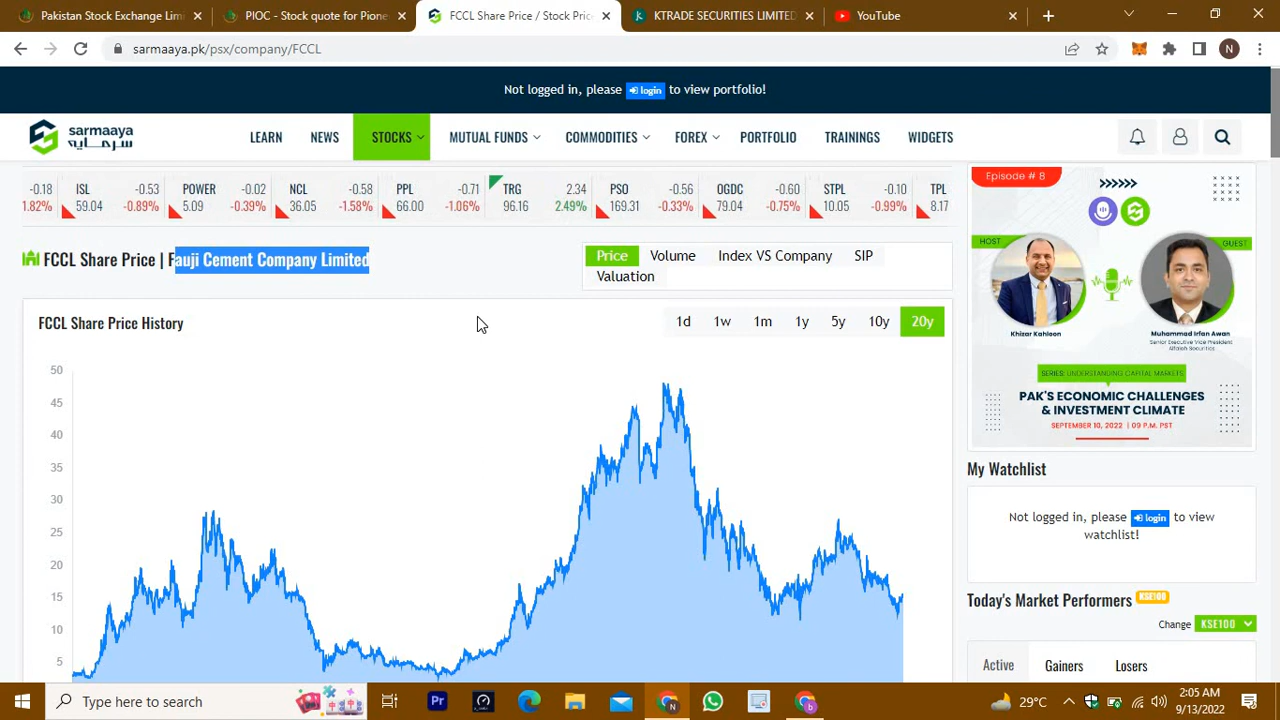 Pakistan Stock Exchange Lim
PIOC - Stock quote for Pione
FCCL Share Price / Stock Price
KTRADE SECURITIES LIMITED
YouTube
sarmaaya.pk/psx/company/FCCL
N
Not logged in, please login to view portfolio!
sarmaaya
سرمایہ
LEARN
NEWS
STOCKS
MUTUAL FUNDS
COMMODITIES
FOREX
PORTFOLIO
TRAININGS
WIDGETS
-0.18 ISL -0.53 POWER -0.02 NCL -0.58 PPL -0.71 TRG 2.34 PSO -0.56 OGDC -0.60 STPL -0.10 TPL
1.82% 59.04 -0.89% 5.09 -0.39% 36.05 -1.58% 66.00 -1.06% 96.16 2.49% 169.31 -0.33% 79.04 -0.75% 10.05 -0.99% 8.17
FCCL Share Price | Fauji Cement Company Limited
Price Volume Index VS Company SIP
Valuation
FCCL Share Price History
1d 1w 1m 1y 5y 10y 20y
50
45
40
35
30
25
20
15
10
5
Episode # 8
HOST
GUEST
Khizar Kahloon
Muhammad Irfan Awan
Senior Executive Vice President
Alfalah Securities
SERIES: UNDERSTANDING CAPITAL MARKETS
PAK'S ECONOMIC CHALLENGES
& INVESTMENT CLIMATE
SEPTEMBER 10, 2022 | 09 P.M. PST
My Watchlist
Not logged in, please login to view
watchlist!
Today's Market Performers KSE100
Change KSE100
Active Gainers Losers
Type here to search
Pr
N
b
29°C
2:05 AM
9/13/2022